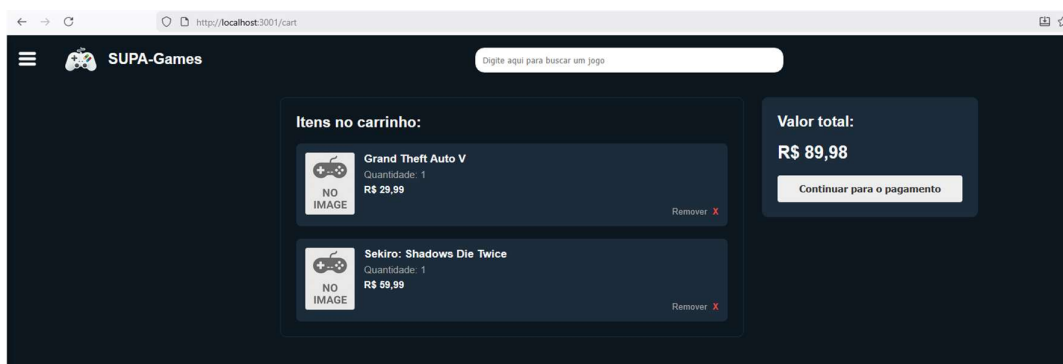 http://localhost:3001/cart
SUPA-Games
Digite aqui para buscar um jogo
Itens no carrinho:
NO
IMAGE
Grand Theft Auto V
Quantidade: 1
R$ 29,99
Remover X
NO
IMAGE
Sekiro: Shadows Die Twice
Quantidade: 1
R$ 59,99
Remover X
Valor total:
R$ 89,98
Continuar para o pagamento